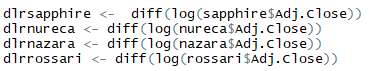 dlrsapphire <-  diff(log(sapphire$Adj.Close))
dlrnureca <- diff(log(nureca$Adj.Close))
dlrnazara <- diff(log(nazara$Adj.Close))
dlrrossari <- diff(log(rossari$Adj.Close))